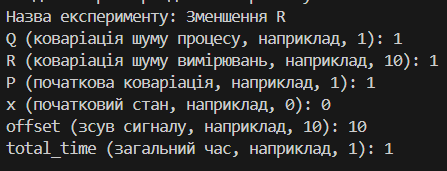 Назва експерименту: Зменшення R
Q (коваріація шуму процесу, наприклад, 1): 1
R (коваріація шуму вимірювань, наприклад, 10): 1
P (початкова коваріація, наприклад, 1): 1
x (початковий стан, наприклад, 0): 0
offset (зсув сигналу, наприклад, 10): 10
total_time (загальний час, наприклад, 1): 1